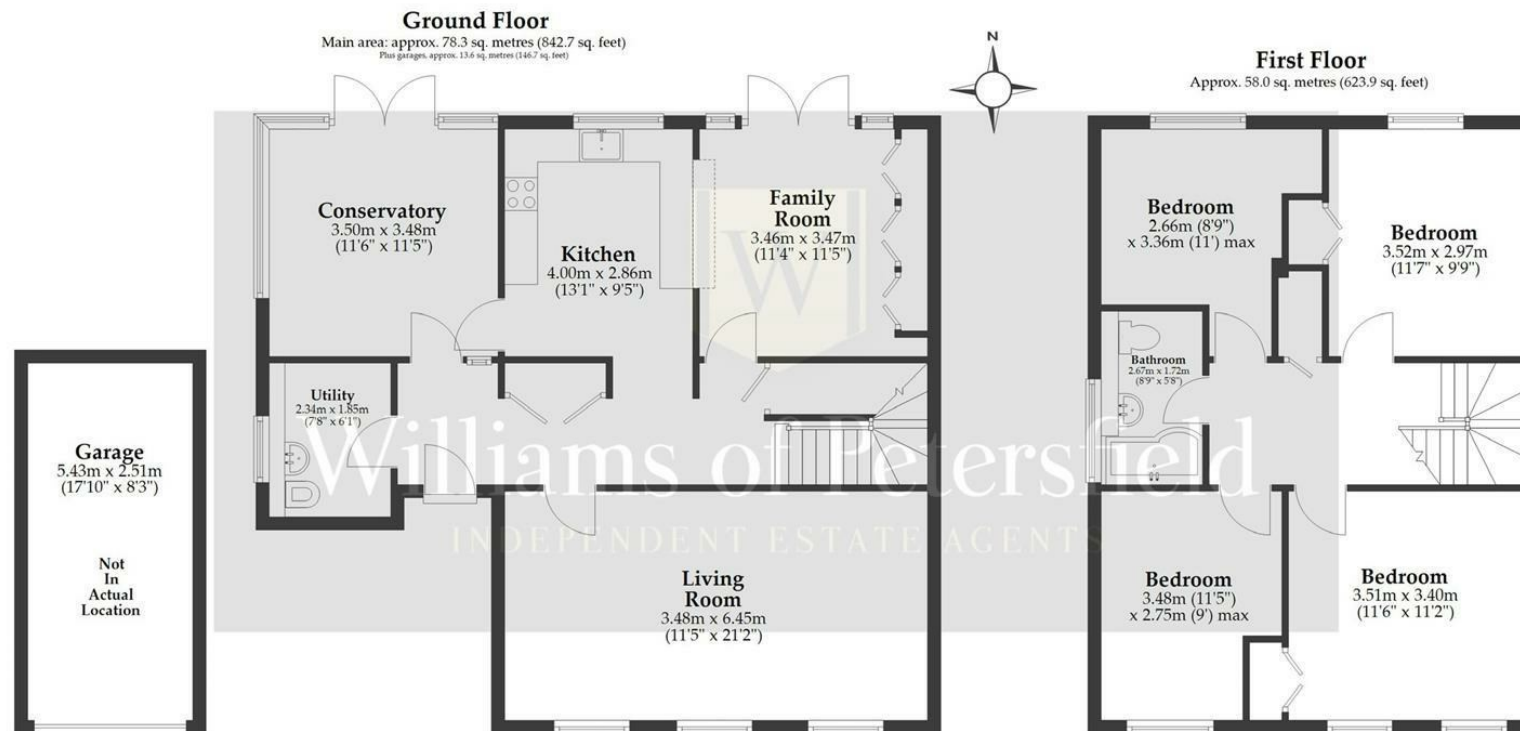 Ground Floor
Main area: approx. 78.3 sq. metres (842.7 sq. feet)
Plus garages, approx. 13.6 sq. metres (146.7 sq. feet)
N
First Floor
Approx. 58.0 sq. metres (623.9 sq. feet)
Conservatory
3.50m x 3.48m
(11'6" x 11'5")
Kitchen
4.00m x 2.86m
(13'1" x 9'5")
Family
Room
3.46m x 3.47m
(11'4" x 11'5")
W
Bedroom
2.66m (8'9")
x 3.36m (11') max
Bedroom
3.52m x 2.97m
(11'7" x 9'9")
Bathroom
2.67m x 1.72m
(8'9" x 5'8")
Utility
2.34m x 1.85m
(7'8" x 6'1")
Garage
5.43m x 2.51m
(17'10" x 8'3")
Not
In
Actual
Location
Williams of Petersfield
INDEPENDENT ESTATE AGENTS
Living
Room
3.48m x 6.45m
(11'5" x 21'2")
Bedroom
3.48m (11'5")
x 2.75m (9') max
Bedroom
3.51m x 3.40m
(11'6" x 11'2")